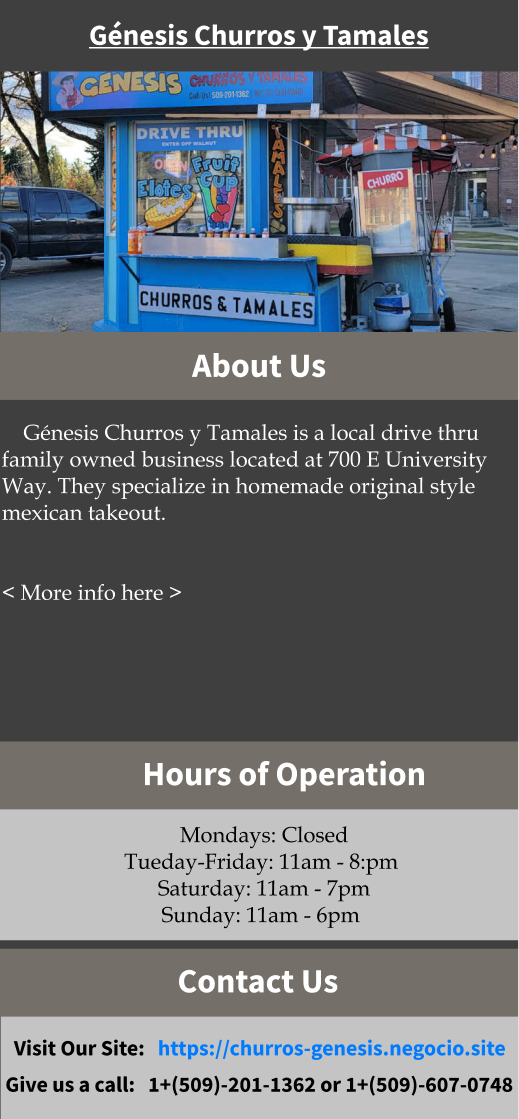 Génesis Churros y Tamales
GENESIS
CHURROS Y TAMALES
Call Us! 509-201-1362
DRIVE THRU
ENTER OFF WALNUT
OPEN
Fruit
Cup
Elotes
TAMALES
CHURRO
CHURROS & TAMALES
About Us
Génesis Churros y Tamales is a local drive thru
family owned business located at 700 E University
Way. They specialize in homemade original style
mexican takeout.
< More info here >
Hours of Operation
Mondays: Closed
Tueday-Friday: 11am - 8:pm
Saturday: 11am - 7pm
Sunday: 11am - 6pm
Contact Us
Visit Our Site: https://churros-genesis.negocio.site
Give us a call: 1+(509)-201-1362 or 1+(509)-607-0748